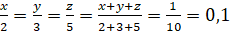 x/2 = y/3 = z/5 = (x+y+z)/(2+3+5) = 1/10 = 0,1